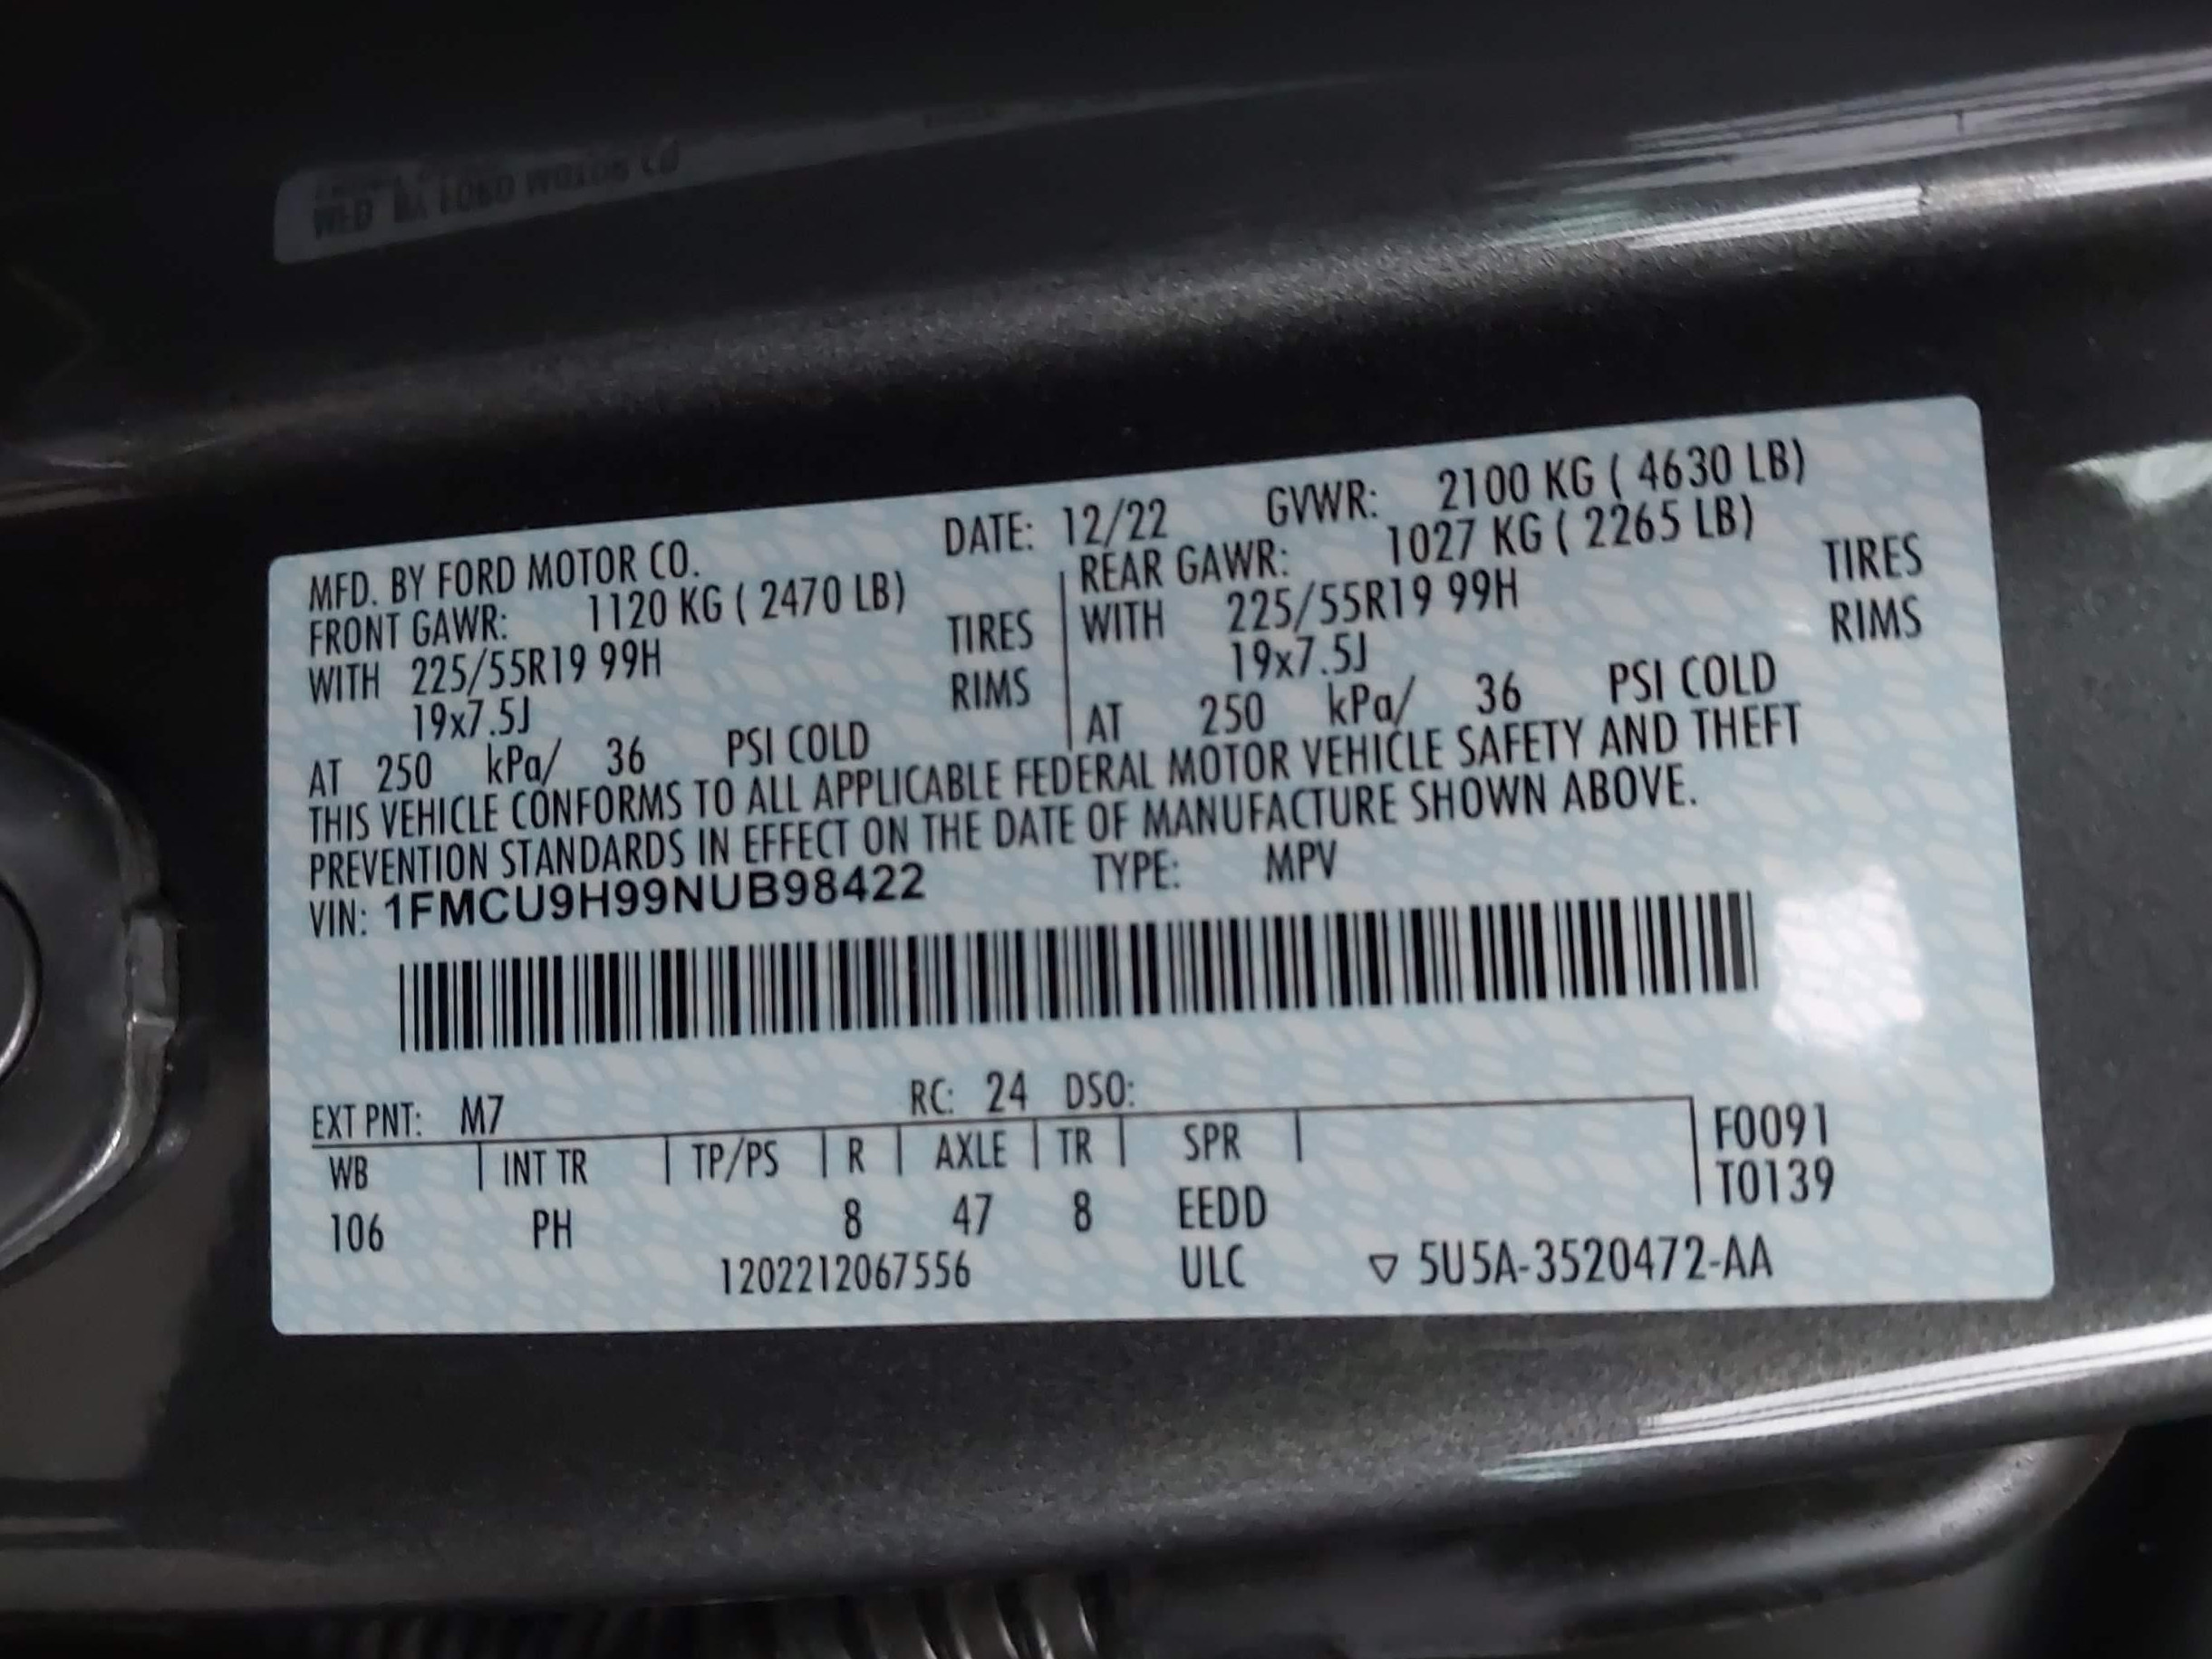 MFD. BY FORD MOTOR CO. DATE: 12/22 GVWR: 2100 KG ( 4630 LB)
FRONT GAWR: 1120 KG ( 2470 LB) REAR GAWR: 1027 KG ( 2265 LB)
WITH 225/55R19 99H TIRES WITH 225/55R19 99H TIRES
19x7.5J RIMS 19x7.5J RIMS
AT 250 kPa/ 36 PSI COLD AT 250 kPa/ 36 PSI COLD
THIS VEHICLE CONFORMS TO ALL APPLICABLE FEDERAL MOTOR VEHICLE SAFETY AND THEFT
PREVENTION STANDARDS IN EFFECT ON THE DATE OF MANUFACTURE SHOWN ABOVE.
VIN: 1FMCU9H99NUB98422 TYPE: MPV
EXT PNT: M7 RC: 24 DSO:
WB INT TR TP/PS R AXLE TR SPR F0091
T0139
106 PH 8 47 8 EEDD
1202212067556 ULC ▽ 5U5A-3520472-AA